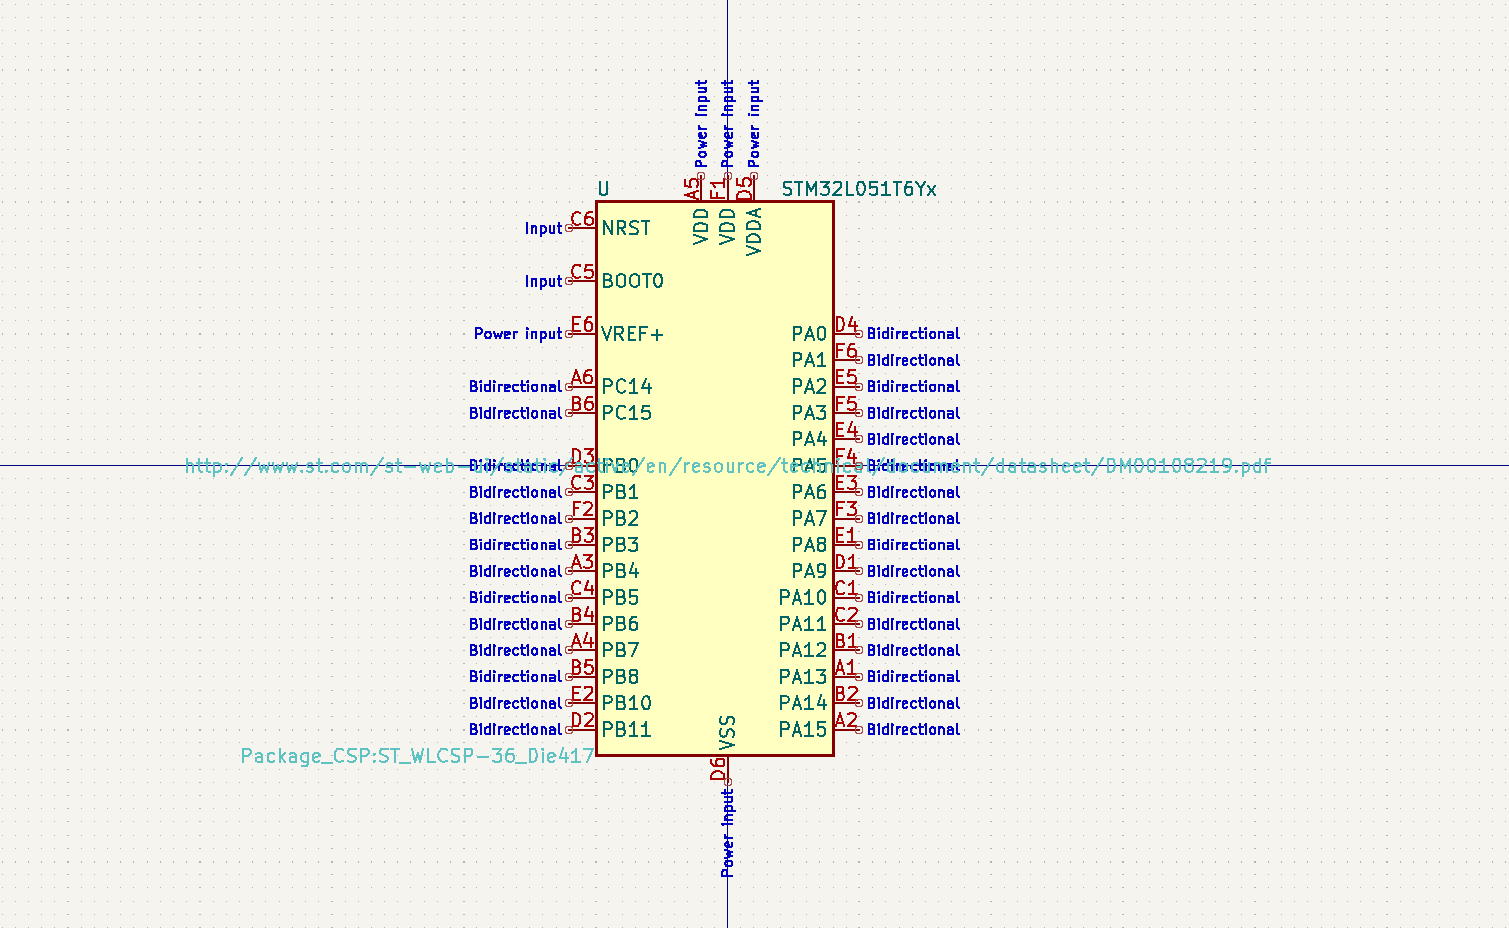 Power input Power input Power input
A5 F1 D5
U STM32L051T6Yx
VDD VDD VDDA
Input C6 NRST
Input C5 BOOT0
Power input E6 VREF+ PA0 D4 Bidirectional
PA1 F6 Bidirectional
Bidirectional A6 PC14 PA2 E5 Bidirectional
Bidirectional B6 PC15 PA3 F5 Bidirectional
PA4 E4 Bidirectional
Bidirectional D3 PB0 PA5 F4 Bidirectional
http://www.st.com/st-web-ui/static/active/en/resource/technical/document/datasheet/DM00108219.pdf
Bidirectional C3 PB1 PA6 E3 Bidirectional
Bidirectional F2 PB2 PA7 F3 Bidirectional
Bidirectional B3 PB3 PA8 E1 Bidirectional
Bidirectional A3 PB4 PA9 D1 Bidirectional
Bidirectional C4 PB5 PA10 C1 Bidirectional
Bidirectional B4 PB6 PA11 C2 Bidirectional
Bidirectional A4 PB7 PA12 B1 Bidirectional
Bidirectional B5 PB8 PA13 A1 Bidirectional
Bidirectional E2 PB10 PA14 B2 Bidirectional
Bidirectional D2 PB11 PA15 A2 Bidirectional
VSS
Package_CSP:ST_WLCSP-36_Die417
D6
Power input